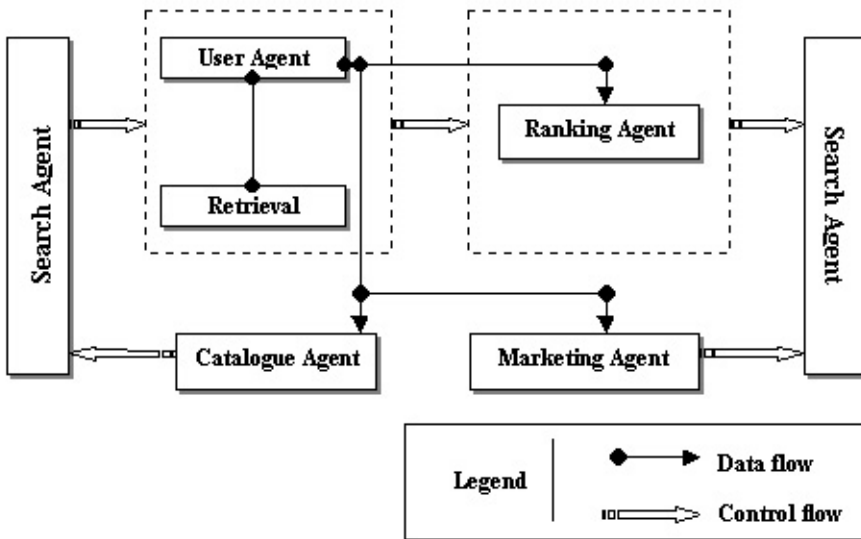 Search Agent
User Agent
Retrieval
Ranking Agent
Search Agent
Catalogue Agent
Marketing Agent
Legend
Data flow
Control flow